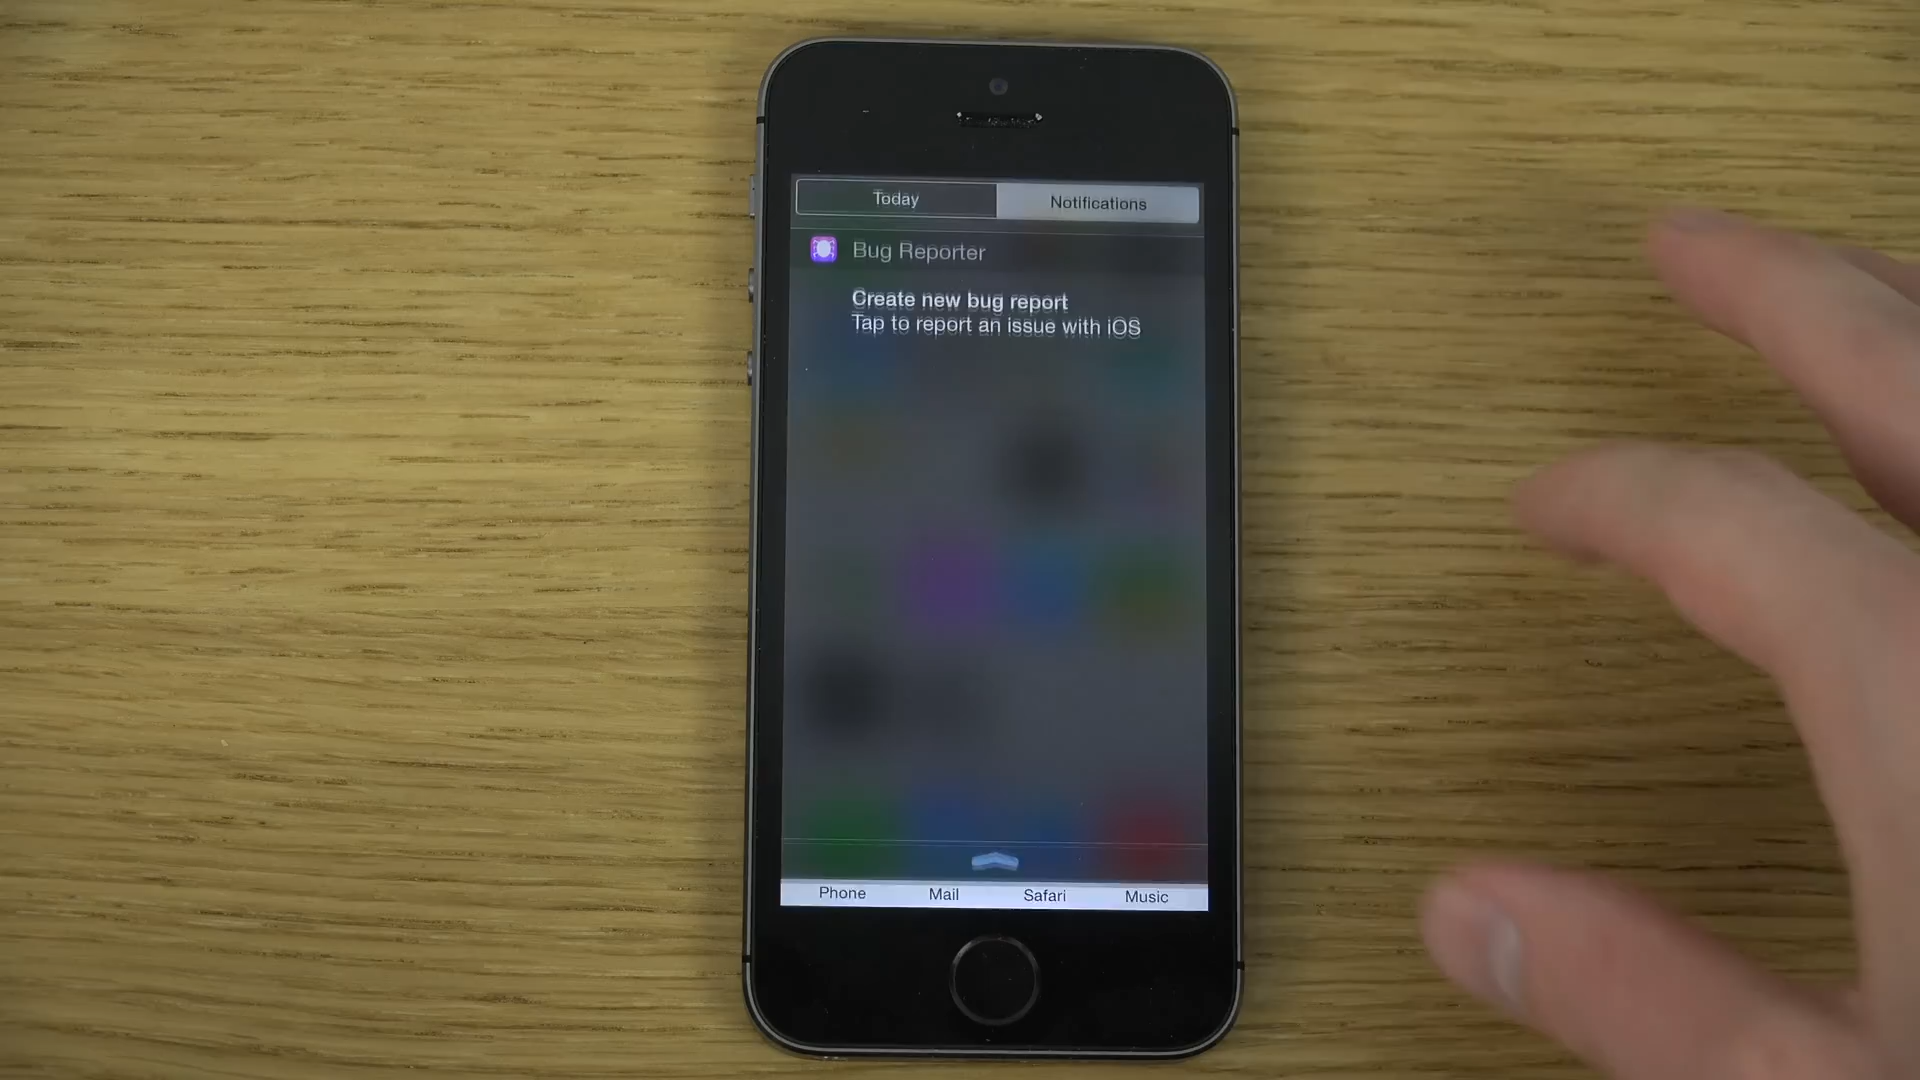 Today
Notifications
Bug Reporter
Create new bug report
Tap to report an issue with iOS
Phone
Mail
Safari
Music